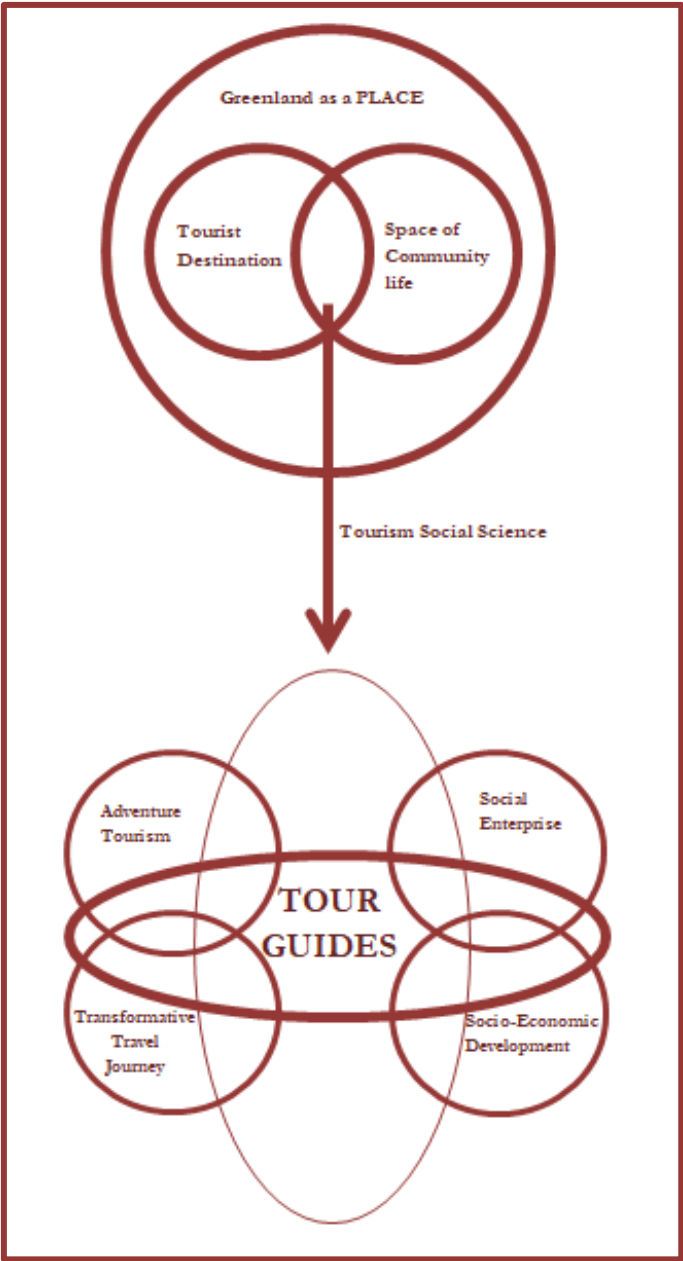 Greenland as a PLACE
Tourist
Destination
Space of
Community
life
Tourism Social Science
Adventure
Tourism
Social
Enterprise
TOUR
GUIDES
Transformative
Travel
Journey
Socio-Economic
Development